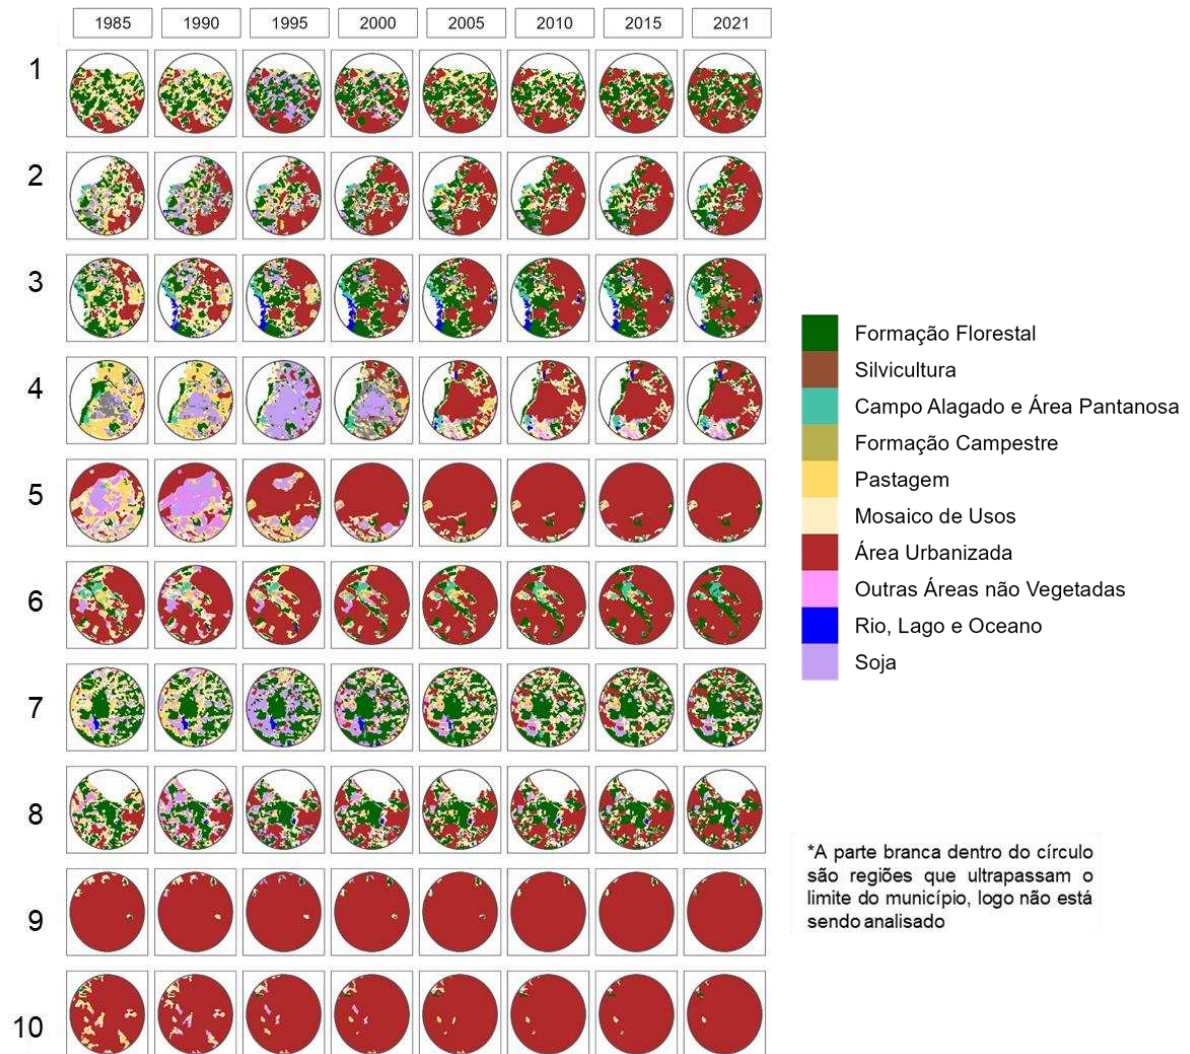 1985 1990 1995 2000 2005 2010 2015 2021
1
2
3
4
5
6
7
8
9
10
Formação Florestal
Silvicultura
Campo Alagado e Área Pantanosa
Formação Campestre
Pastagem
Mosaico de Usos
Área Urbanizada
Outras Áreas não Vegetadas
Rio, Lago e Oceano
Soja
*A parte branca dentro do círculo
são regiões que ultrapassam o
limite do município, logo não está
sendo analisado